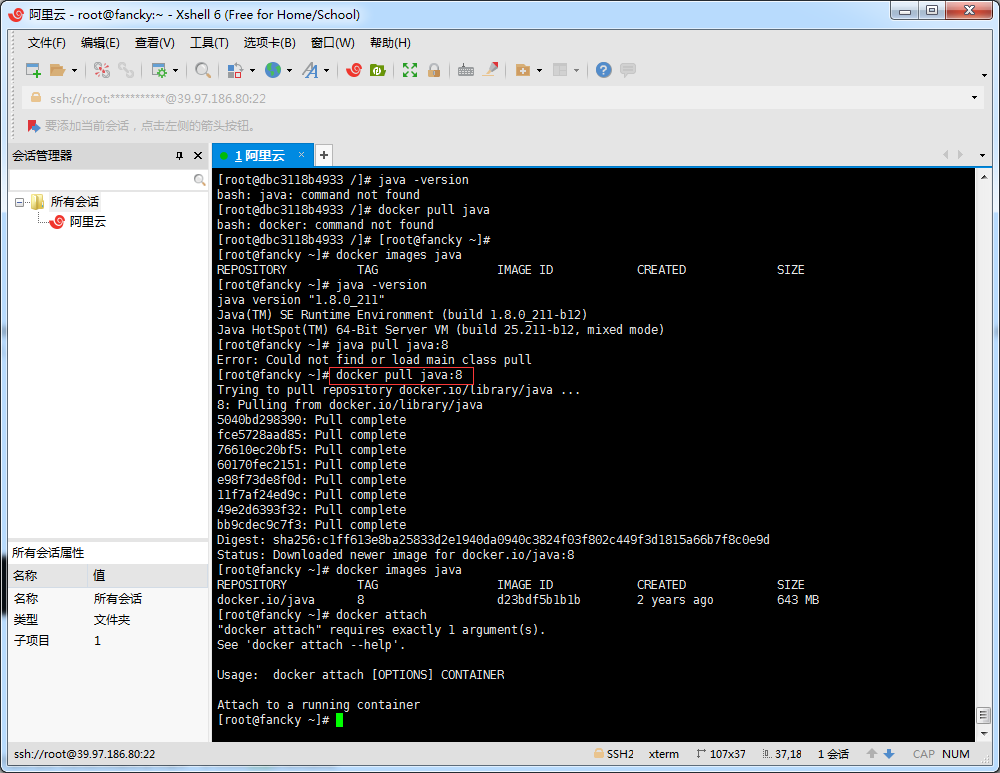 阿里云 - root@fancky:~ - Xshell 6 (Free for Home/School)
文件(F) 编辑(E) 查看(V) 工具(T) 选项卡(B) 窗口(W) 帮助(H)
ssh://root:***********@39.97.186.80:22
要添加当前会话，点击左侧的箭头按钮。
会话管理器
1 阿里云
所有会话
阿里云
所有会话属性
名称 值
名称 所有会话
类型 文件夹
子项目 1
[root@dbc3118b4933 /]# java -version
bash: java: command not found
[root@dbc3118b4933 /]# docker pull java
bash: docker: command not found
[root@dbc3118b4933 /]# [root@fancky ~]#
[root@fancky ~]# docker images java
REPOSITORY TAG IMAGE ID CREATED SIZE
[root@fancky ~]# java -version
java version "1.8.0_211"
Java(TM) SE Runtime Environment (build 1.8.0_211-b12)
Java HotSpot(TM) 64-Bit Server VM (build 25.211-b12, mixed mode)
[root@fancky ~]# java pull java:8
Error: Could not find or load main class pull
[root@fancky ~]# docker pull java:8
Trying to pull repository docker.io/library/java ...
8: Pulling from docker.io/library/java
5040bd298390: Pull complete
fce5728aad85: Pull complete
76610ec20bf5: Pull complete
60170fec2151: Pull complete
e98f73de8f0d: Pull complete
11f7af24ed9c: Pull complete
49e2d6393f32: Pull complete
bb9cdec9c7f3: Pull complete
Digest: sha256:c1ff613e8ba25833d2e1940da0940c3824f03f802c449f3d1815a66b7f8c0e9d
Status: Downloaded newer image for docker.io/java:8
[root@fancky ~]# docker images java
REPOSITORY TAG IMAGE ID CREATED SIZE
docker.io/java 8 d23bdf5b1b1b 2 years ago 643 MB
[root@fancky ~]# docker attach
"docker attach" requires exactly 1 argument(s).
See 'docker attach --help'.
Usage:  docker attach [OPTIONS] CONTAINER
Attach to a running container
[root@fancky ~]#
ssh://root@39.97.186.80:22 SSH2 xterm 107x37 37,18 1 会话 CAP NUM